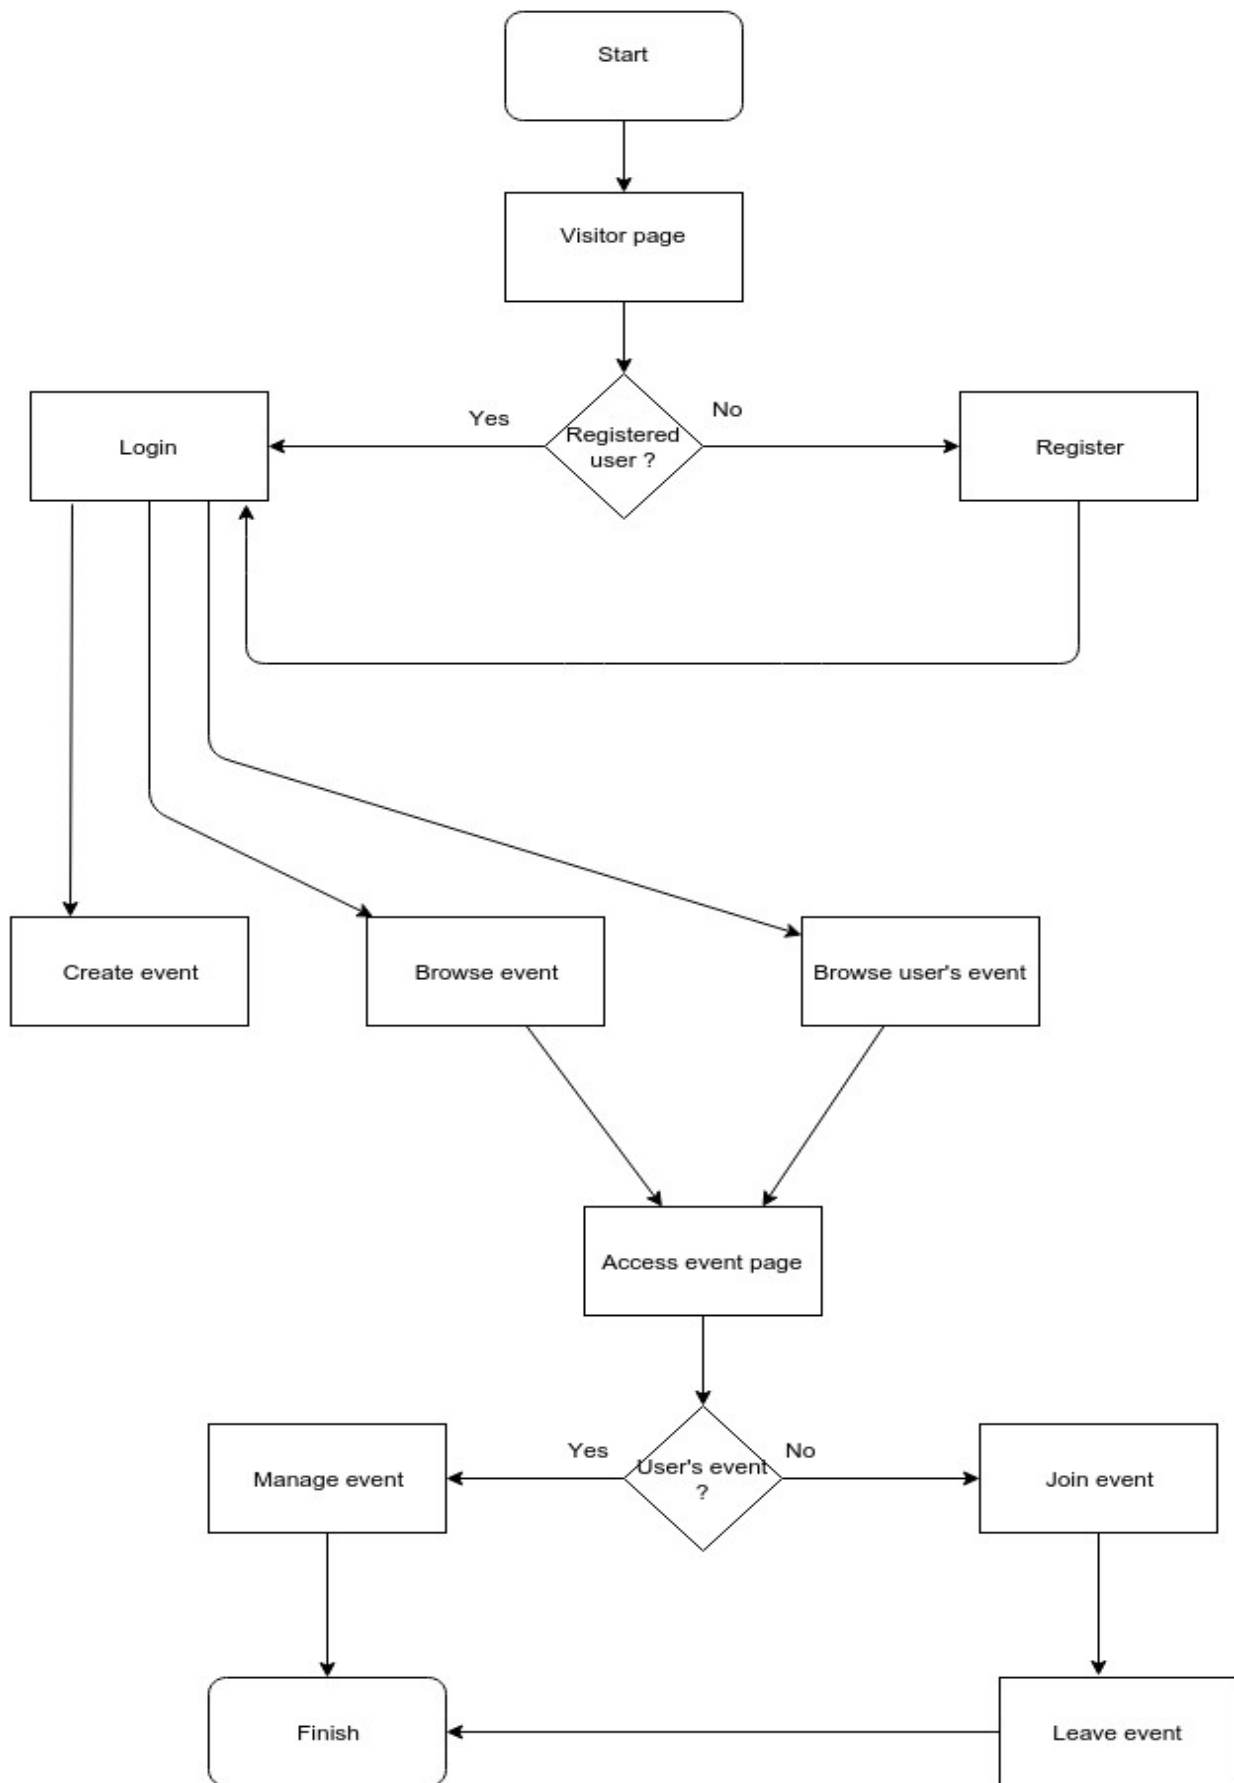 Start
Visitor page
Yes
No
Login
Registered
user ?
Register
Create event
Browse event
Browse user's event
Access event page
Yes
No
Manage event
User's event
?
Join event
Finish
Leave event